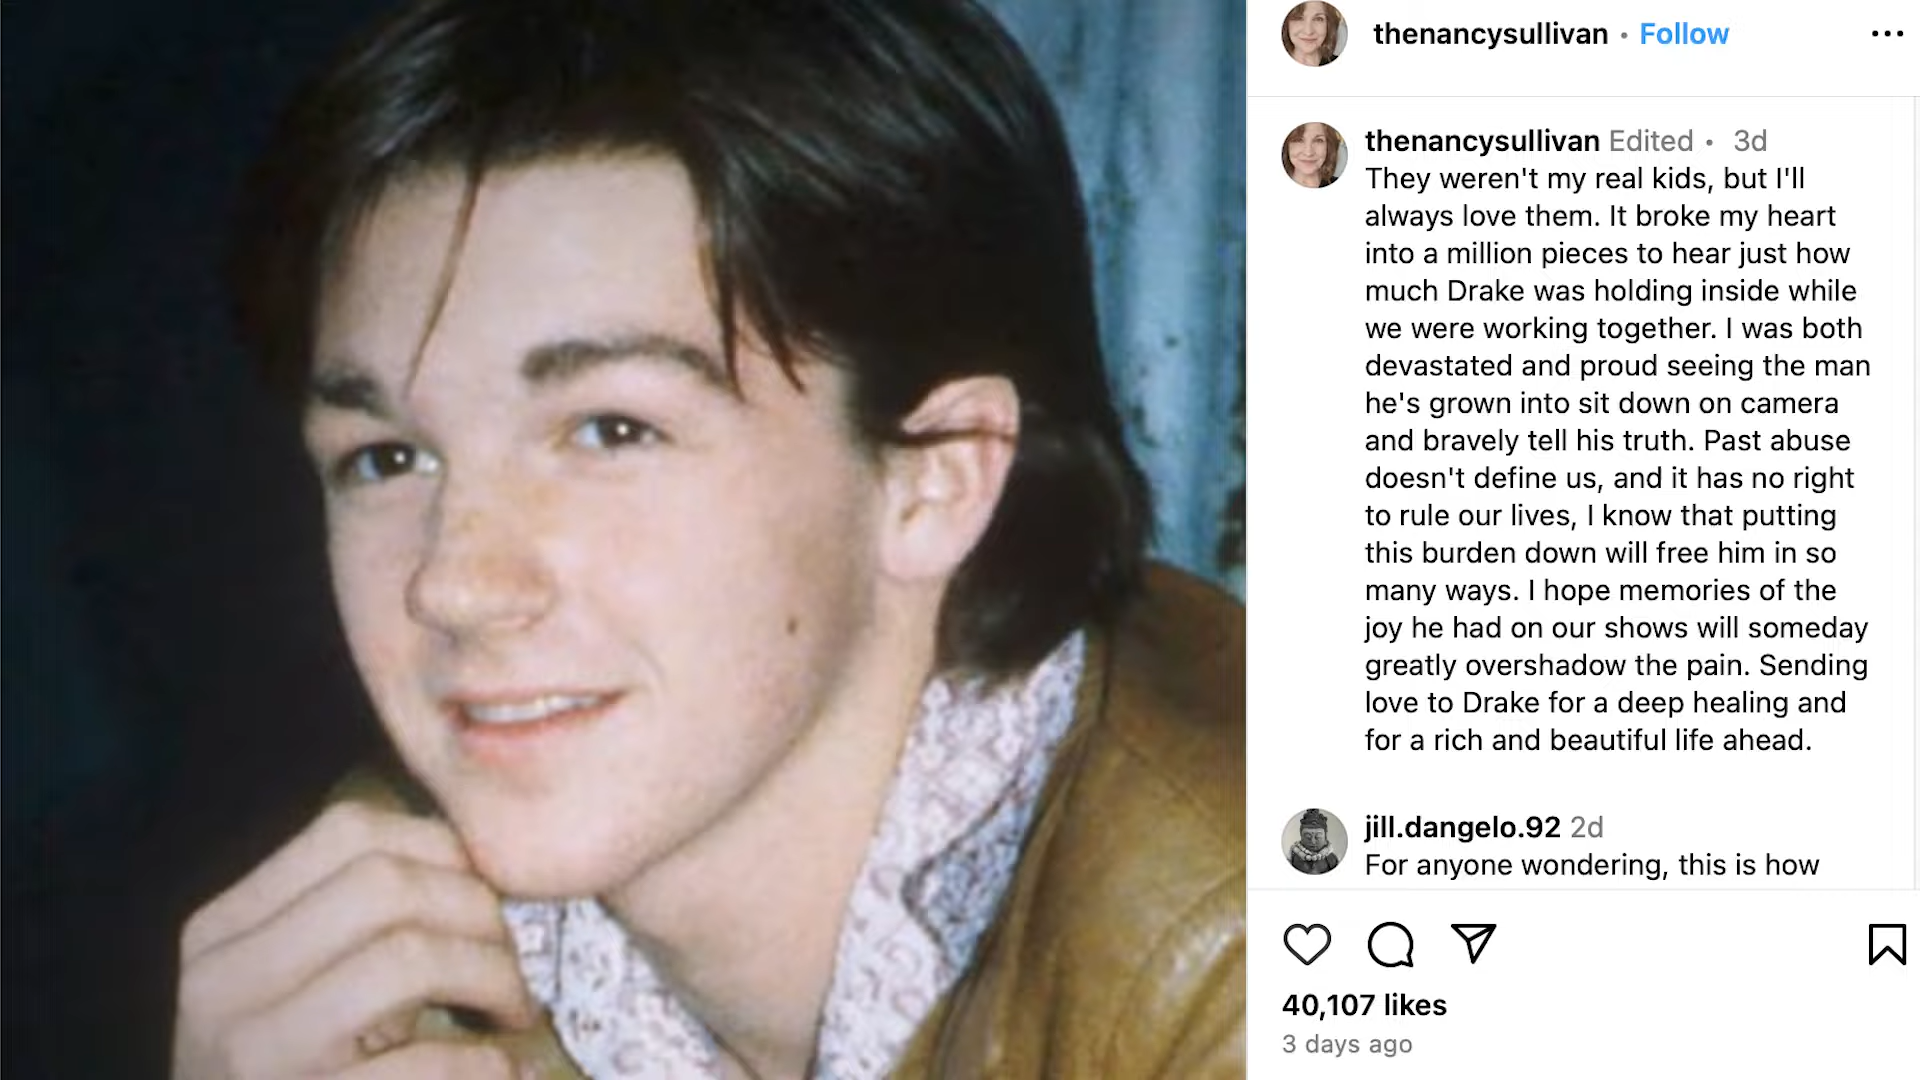 thenancysullivan • Follow
thenancysullivan Edited • 3d
They weren't my real kids, but I'll
always love them. It broke my heart
into a million pieces to hear just how
much Drake was holding inside while
we were working together. I was both
devastated and proud seeing the man
he's grown into sit down on camera
and bravely tell his truth. Past abuse
doesn't define us, and it has no right
to rule our lives, I know that putting
this burden down will free him in so
many ways. I hope memories of the
joy he had on our shows will someday
greatly overshadow the pain. Sending
love to Drake for a deep healing and
for a rich and beautiful life ahead.
jill.dangelo.92 2d
For anyone wondering, this is how
40,107 likes
3 days ago